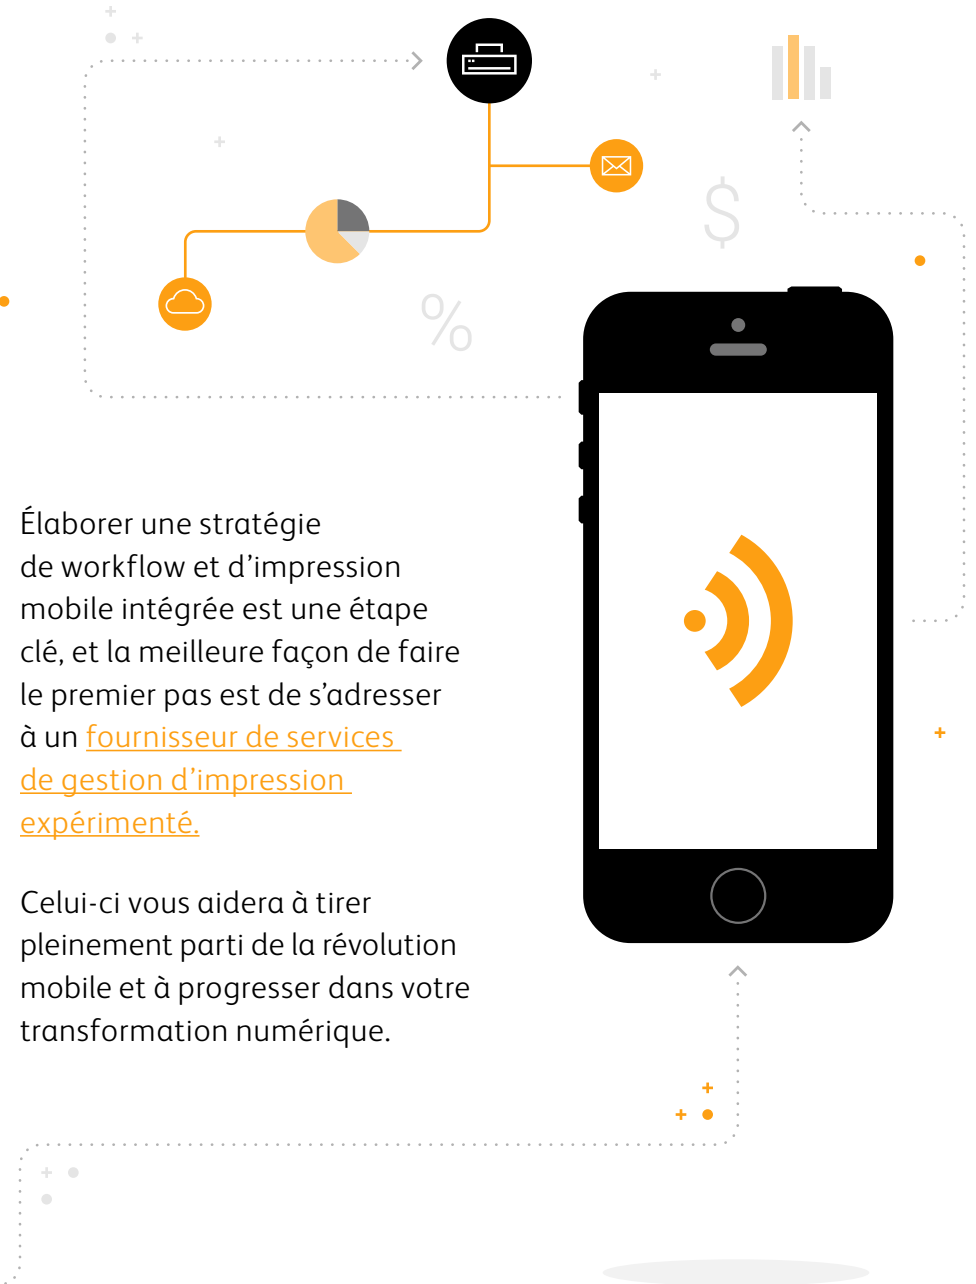 $
%
Élaborer une stratégie
de workflow et d’impression
mobile intégrée est une étape
clé, et la meilleure façon de faire
le premier pas est de s’adresser
à un fournisseur de services
de gestion d’impression
expérimenté.
Celui-ci vous aidera à tirer
pleinement parti de la révolution
mobile et à progresser dans votre
transformation numérique.